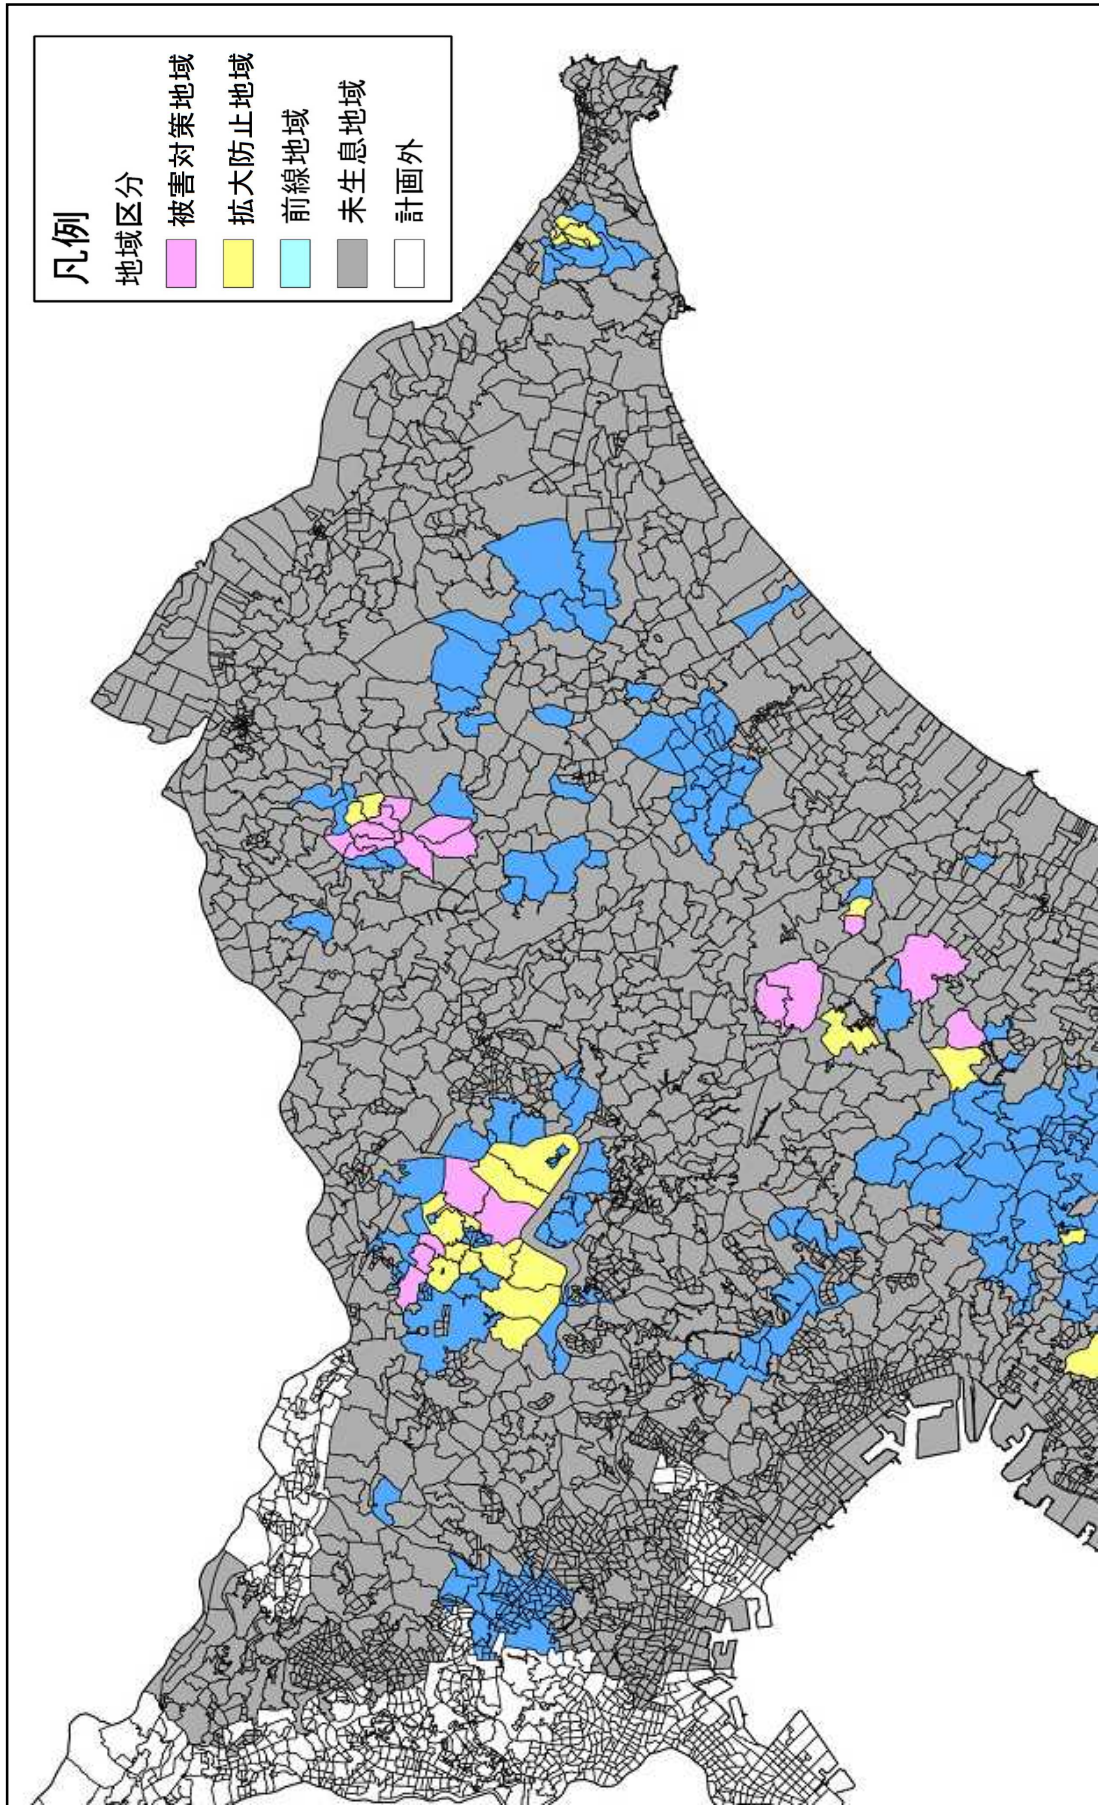 凡例
地域区分
被害対策地域
拡大防止地域
前線地域
未生息地域
計画外